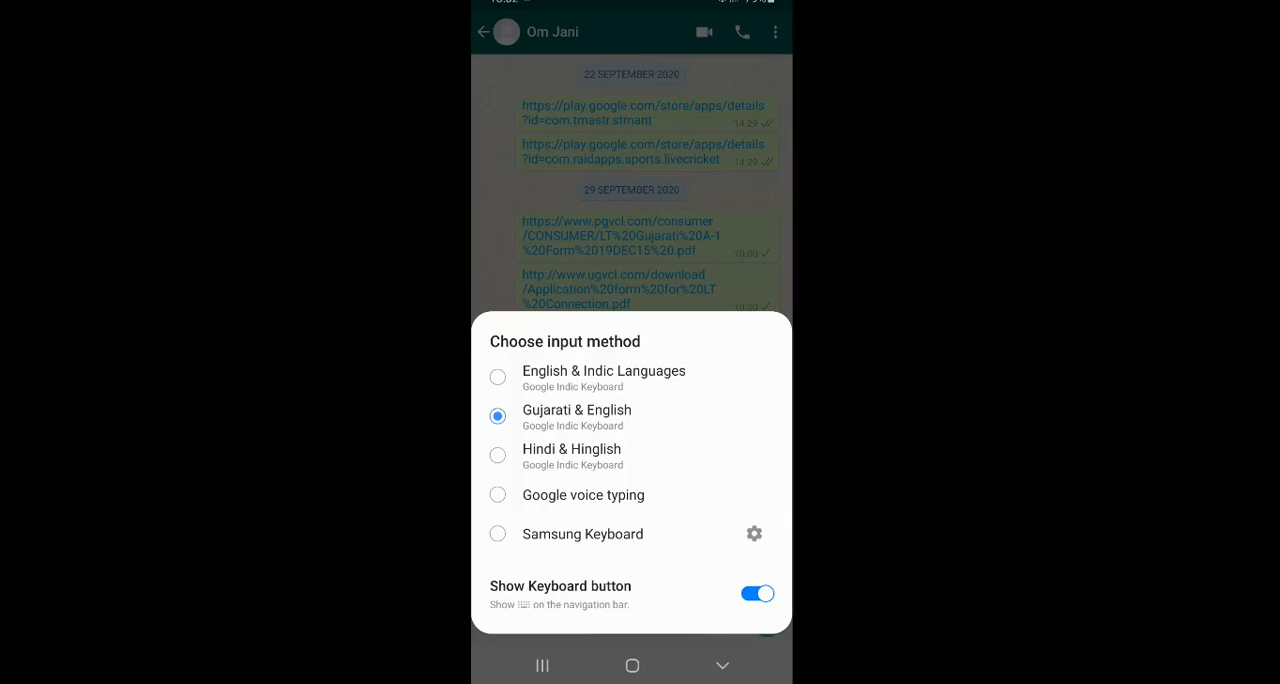 Om Jani
22 SEPTEMBER 2020
https://play.google.com/store/apps/details
?id=com.tmastr.stmant
14:29
https://play.google.com/store/apps/details
?id=com.raidapps.sports.livecricket
14:29
29 SEPTEMBER 2020
https://www.pgvcl.com/consumer
/CONSUMER/LT%20Gujarati%20A-1
%20Form%2019DEC15%20.pdf
10:00
http://www.ugvcl.com/download
/Application%20form%20for%20LT
%20Connection.pdf
10:00
Choose input method
English & Indic Languages
Google Indic Keyboard
Gujarati & English
Google Indic Keyboard
Hindi & Hinglish
Google Indic Keyboard
Google voice typing
Samsung Keyboard
Show Keyboard button
Show on the navigation bar.